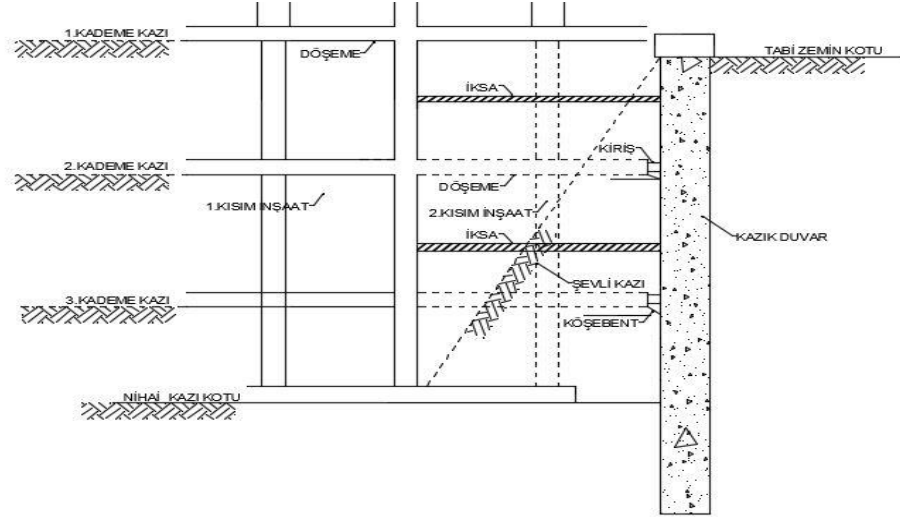 1.KADEME KAZI
DÖŞEME
TABİ ZEMİN KOTU
İKSA
KİRİŞ
2.KADEME KAZI
DÖŞEME
1.KISIM İNŞAAT
2.KISIM İNŞAAT
İKSA
KAZIK DUVAR
ŞEVLİ KAZI
3.KADEME KAZI
KÖŞEBENT
NİHAİ KAZI KOTU